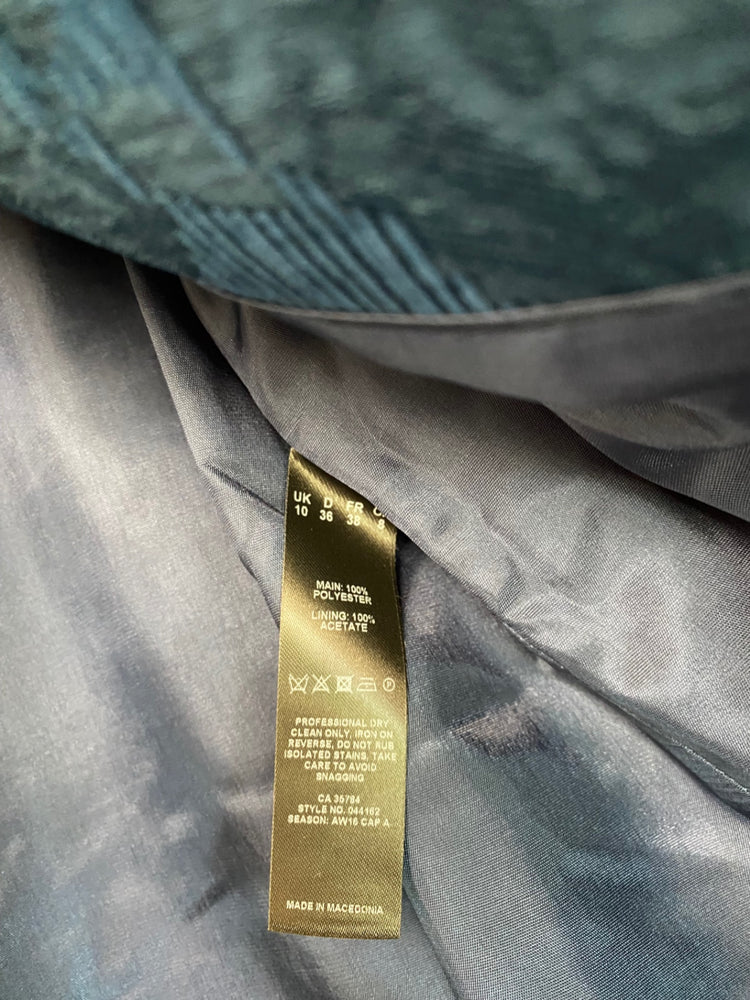 UK D FR
10 36 38 8
MAIN: 100%
POLYESTER
LINING: 100%
ACETATE
P
PROFESSIONAL DRY
CLEAN ONLY, IRON ON
REVERSE, DO NOT RUB
ISOLATED STAINS, TAKE
CARE TO AVOID
SNAGGING
CA 35784
STYLE NO. 044162
SEASON: AW16 CAP A
MADE IN MACEDONIA